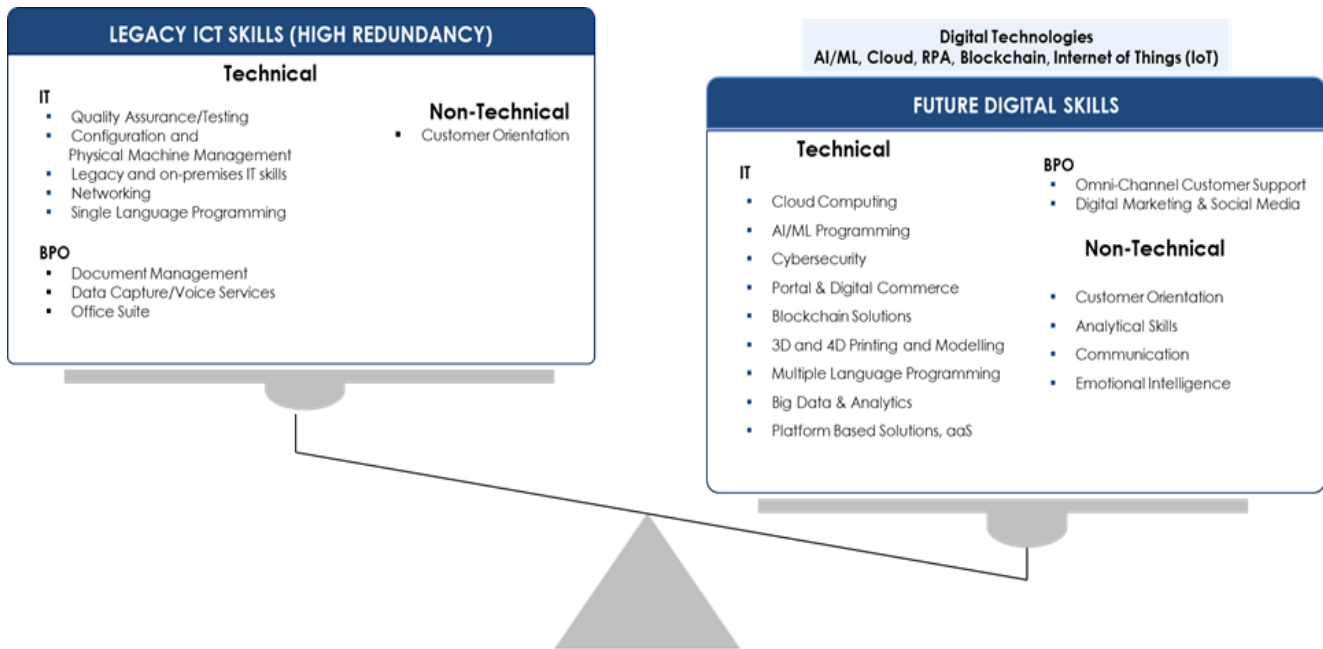 LEGACY ICT SKILLS (HIGH REDUNDANCY)
Technical
IT
Quality Assurance/Testing
Configuration and
Physical Machine Management
Legacy and on-premises IT skills
Networking
Single Language Programming
BPO
Document Management
Data Capture/Voice Services
Office Suite
Non-Technical
Customer Orientation
Digital Technologies
AI/ML, Cloud, RPA, Blockchain, Internet of Things (IoT)
FUTURE DIGITAL SKILLS
Technical
IT
Cloud Computing
AI/ML Programming
Cybersecurity
Portal & Digital Commerce
Blockchain Solutions
3D and 4D Printing and Modelling
Multiple Language Programming
Big Data & Analytics
Platform Based Solutions, aaS
BPO
Omni-Channel Customer Support
Digital Marketing & Social Media
Non-Technical
Customer Orientation
Analytical Skills
Communication
Emotional Intelligence